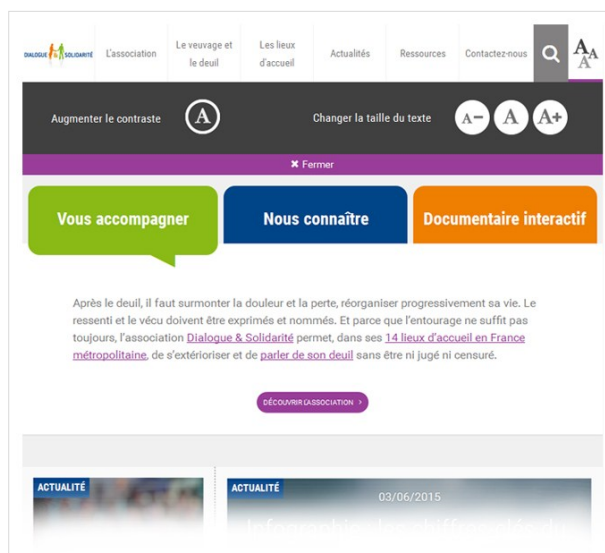 DIALOGUE & SOLIDARITÉ
L'association
Le veuvage et
le deuil
Les lieux
d'accueil
Actualités
Ressources
Contactez-nous
A A A
Augmenter le contraste
A
Changer la taille du texte
A- A A+
✖ Fermer
Vous accompagner
Nous connaître
Documentaire interactif
Après le deuil, il faut surmonter la douleur et la perte, réorganiser progressivement sa vie. Le
ressenti et le vécu doivent être exprimés et nommés. Et parce que l'entourage ne suffit pas
toujours, l'association Dialogue & Solidarité permet, dans ses 14 lieux d'accueil en France
métropolitaine, de s'extérioriser et de parler de son deuil sans être ni jugé ni censuré.
DÉCOUVRIR L'ASSOCIATION >
ACTUALITÉ
ACTUALITÉ
03/06/2015
Infographie : les chiffres clés du